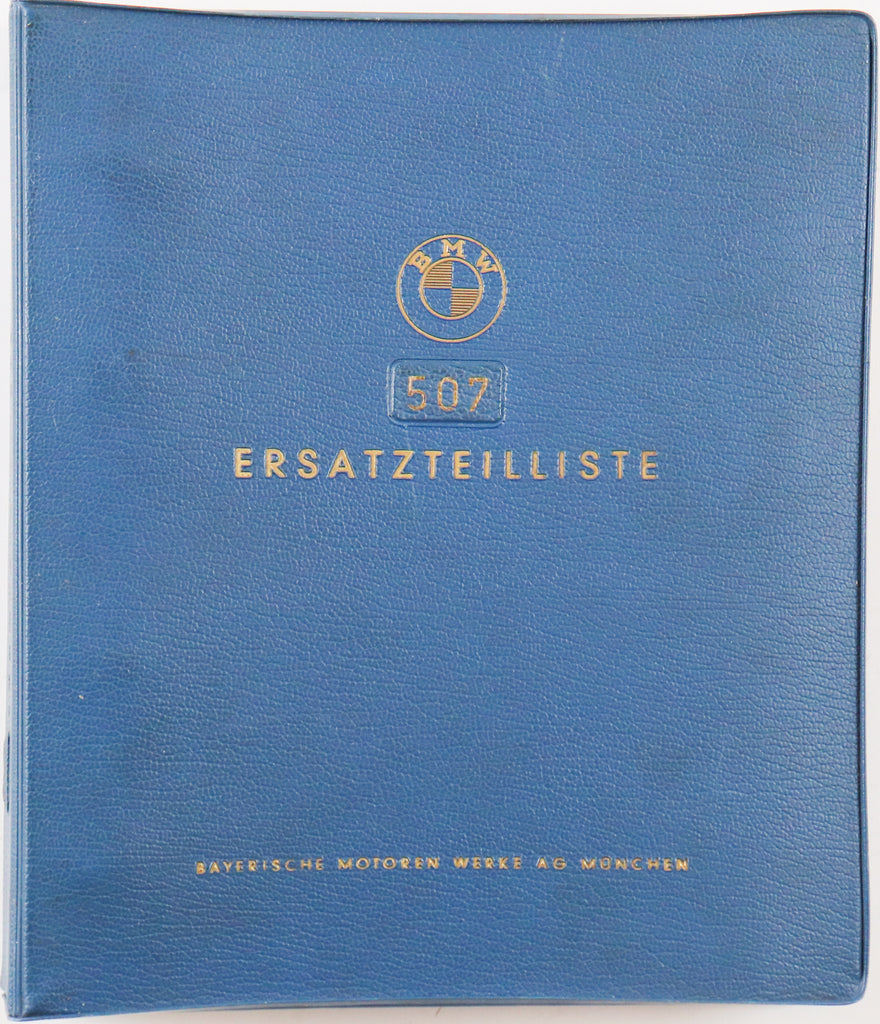 BMW
507
ERSATZTEILLISTE
BAYERISCHE MOTOREN WERKE AG MÜNCHEN